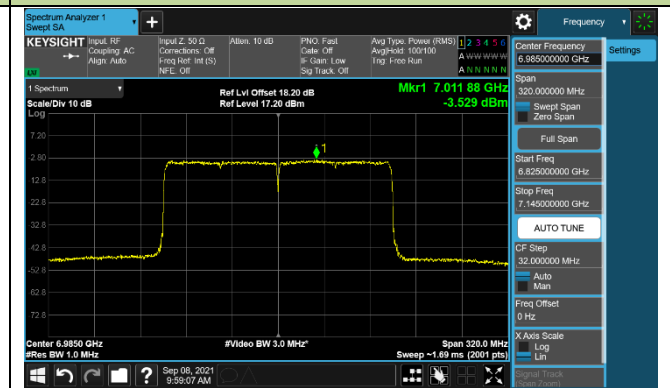 Spectrum Analyzer 1
Swept SA
+
Frequency
KEYSIGHT
Input: RF
Coupling: AC
Align: Auto
Input Z: 50 Ω
Corrections: Off
Freq Ref: Int (S)
NFE: Off
Atten: 10 dB
PNO: Fast
Gate: Off
IF Gain: Low
Sig Track: Off
Avg Type: Power (RMS)
Avg|Hold: 100/100
Trig: Free Run
1 2 3 4 5 6
A W W W W W
A N N N N N
LXI
1 Spectrum
Scale/Div 10 dB
Log
Ref Lvl Offset 18.20 dB
Ref Level 17.20 dBm
Mkr1 7.011 88 GHz
-3.529 dBm
7.20
-2.80
-12.8
-22.8
-32.8
-42.8
-52.8
-62.8
-72.8
1
Center 6.9850 GHz
#Res BW 1.0 MHz
#Video BW 3.0 MHz*
Span 320.0 MHz
Sweep ~1.69 ms (2001 pts)
Center Frequency
6.985000000 GHz
Settings
Span
320.000000 MHz
Swept Span
Zero Span
Full Span
Start Freq
6.825000000 GHz
Stop Freq
7.145000000 GHz
AUTO TUNE
CF Step
32.000000 MHz
Auto
Man
Freq Offset
0 Hz
X Axis Scale
Log
Lin
Signal Track
(Span Zoom)
?
Sep 08, 2021
9:59:07 AM